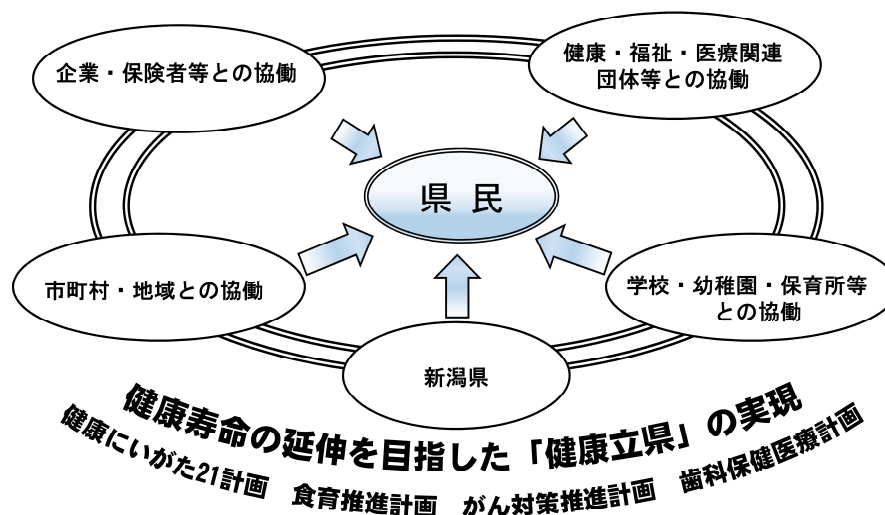 企業・保険者等との協働
健康・福祉・医療関連
団体等との協働
県民
市町村・地域との協働
学校・幼稚園・保育所等
との協働
新潟県
健康寿命の延伸を目指した「健康立県」の実現
健康にいがた21計画　食育推進計画　がん対策推進計画　歯科保健医療計画